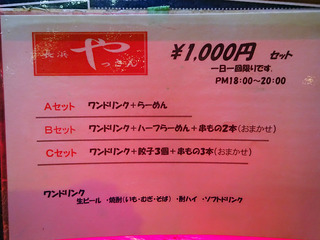 長浜 やっさん
¥1,000円 セット
一日一回限りです。
PM18:00～20:00
Aセット ワンドリンク+らーめん
Bセット ワンドリンク+ハーフらーめん+串もの2本(おまかせ)
Cセット ワンドリンク+餃子3個+串もの3本(おまかせ)
ワンドリンク
生ビール ・焼酎(いも・むぎ・そば) ・酎ハイ ・ソフトドリンク